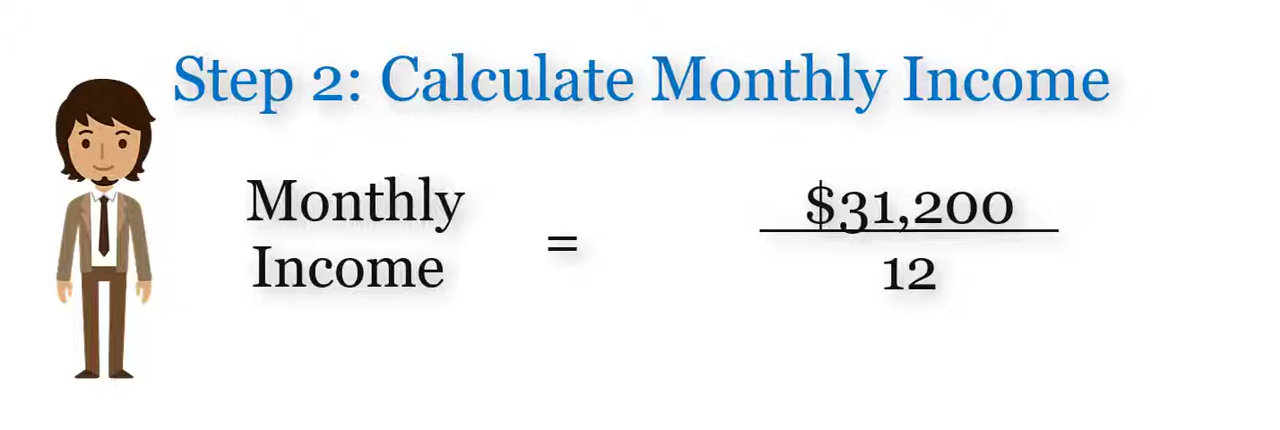 Step 2: Calculate Monthly Income
Monthly
Income
=
$31,200
12